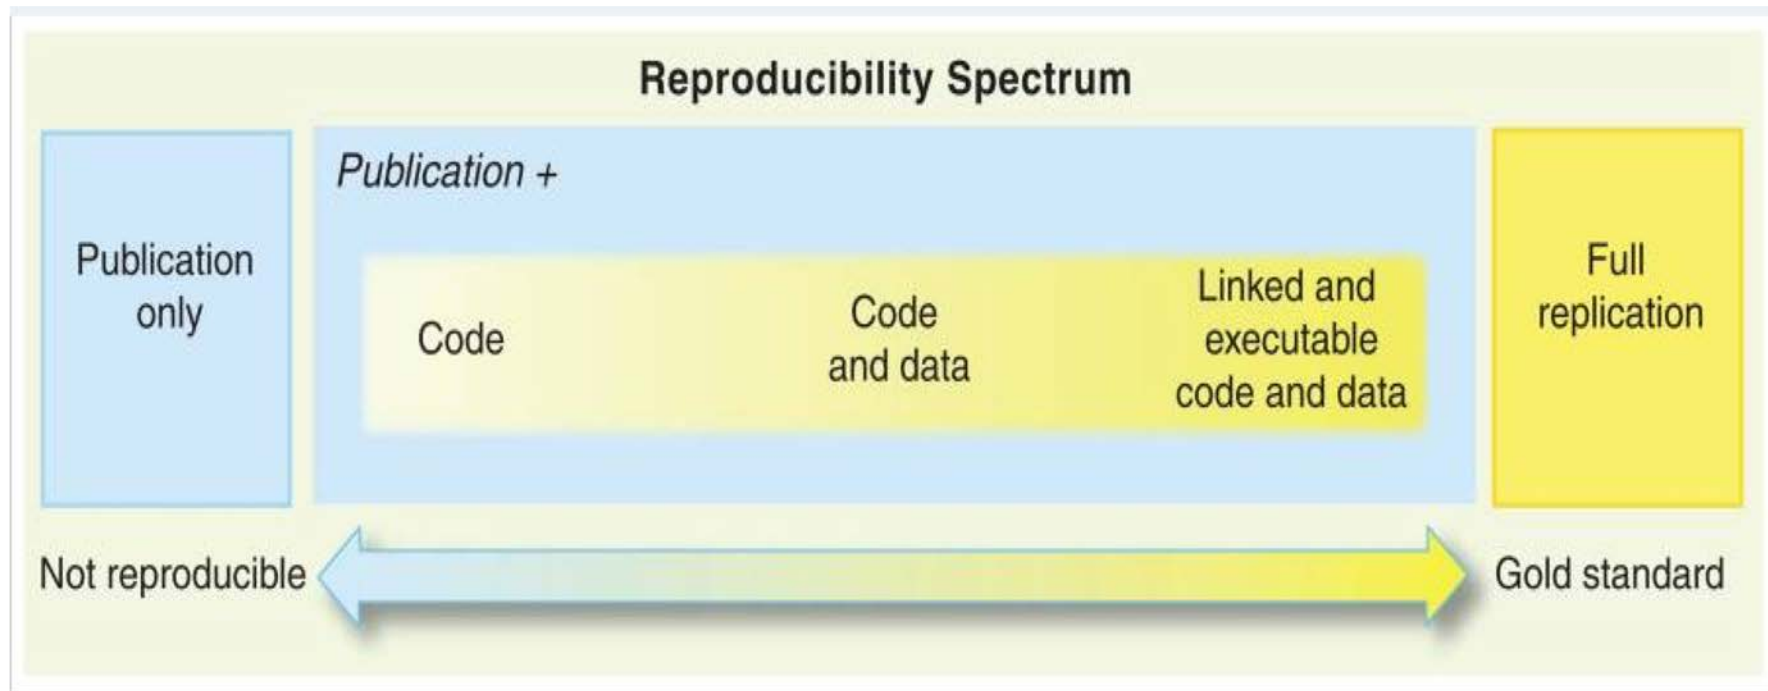 Reproducibility Spectrum
Publication
only
Publication +
Code
Code
and data
Linked and
executable
code and data
Full
replication
Not reproducible
Gold standard